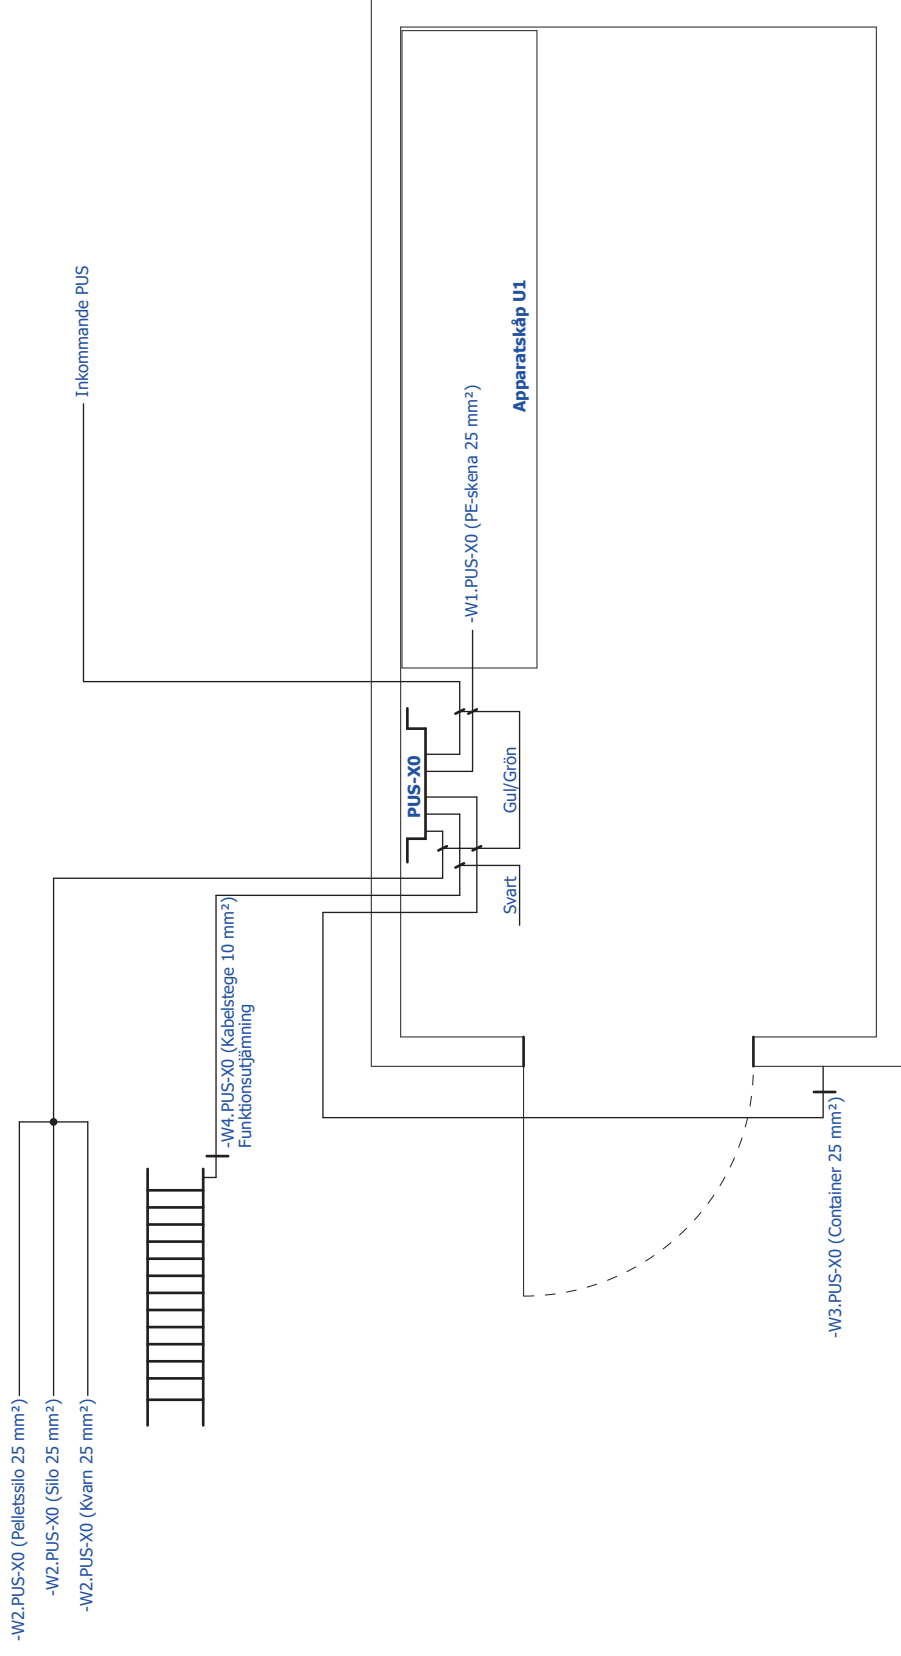 -W2.PUS-X0 (Pelletssilo 25 mm²)
-W2.PUS-X0 (Silo 25 mm²)
-W2.PUS-X0 (Kvarn 25 mm²)
Inkommande PUS
-W4.PUS-X0 (Kabelstege 10 mm²)
Funktionsutjämning
PUS-X0
-W1.PUS-X0 (PE-skena 25 mm²)
Svart
Gul/Grön
Apparatskåp U1
-W3.PUS-X0 (Container 25 mm²)